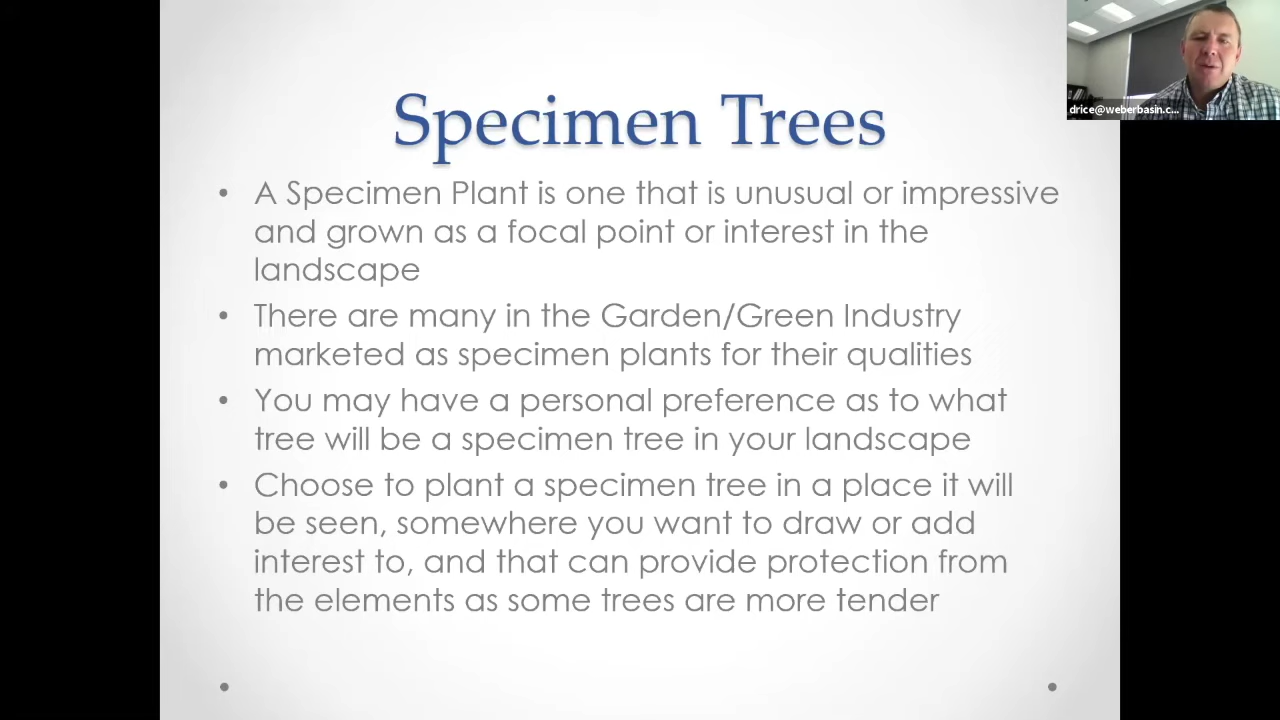 drice@weberbasin.c...
Specimen Trees
• A Specimen Plant is one that is unusual or impressive
and grown as a focal point or interest in the
landscape
• There are many in the Garden/Green Industry
marketed as specimen plants for their qualities
• You may have a personal preference as to what
tree will be a specimen tree in your landscape
• Choose to plant a specimen tree in a place it will
be seen, somewhere you want to draw or add
interest to, and that can provide protection from
the elements as some trees are more tender